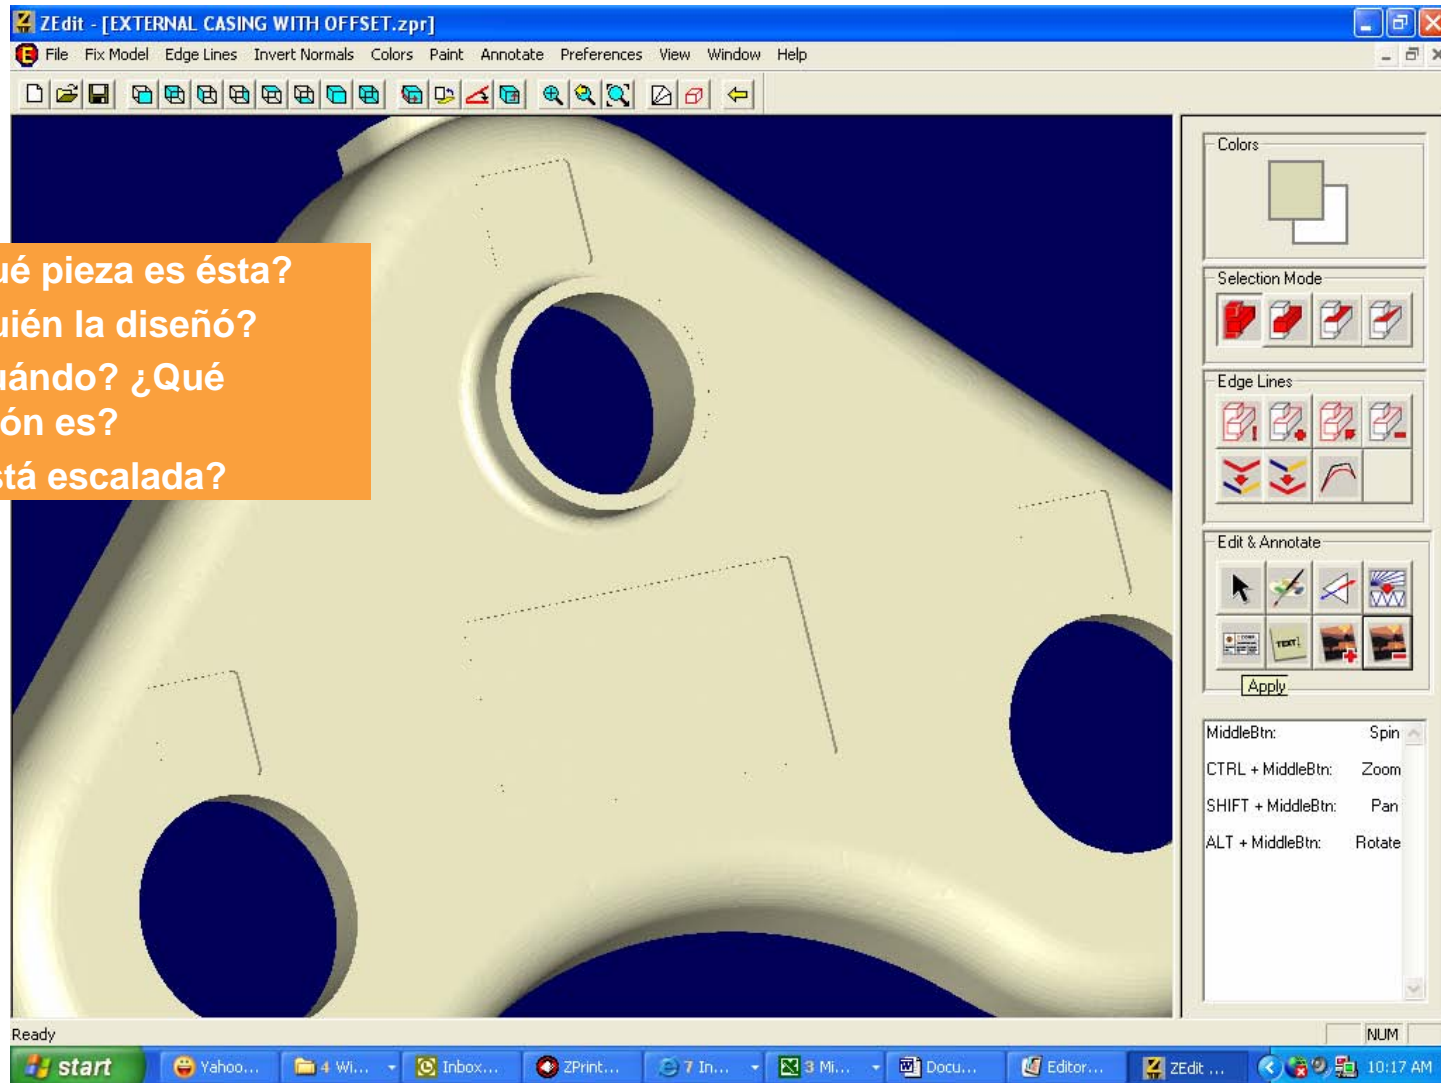 ZEdit - [EXTERNAL CASING WITH OFFSET.zpr]
File Fix Model Edge Lines Invert Normals Colors Paint Annotate Preferences View Window Help
ué pieza es ésta?
uién la diseñó?
uándo? ¿Qué
ón es?
stá escalada?
Colors
Selection Mode
Edge Lines
Edit & Annotate
TEXT
Apply
MiddleBtn: Spin
CTRL + MiddleBtn: Zoom
SHIFT + MiddleBtn: Pan
ALT + MiddleBtn: Rotate
Ready
NUM
start
Yahoo...
4 Wi...
Inbox...
ZPrint...
7 In...
3 Mi...
Docu...
Editor...
ZEdit ...
10:17 AM